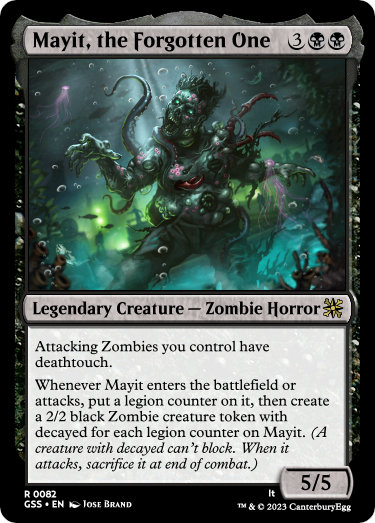 Mayit, the Forgotten One 3
Legendary Creature — Zombie Horror
Attacking Zombies you control have
deathtouch.
Whenever Mayit enters the battlefield or
attacks, put a legion counter on it, then create
a 2/2 black Zombie creature token with
decayed for each legion counter on Mayit. (A
creature with decayed can't block. When it
attacks, sacrifice it at end of combat.)
5/5
R 0082 It
GSS • EN Jose Brand ™ & © 2023 CanterburyEgg